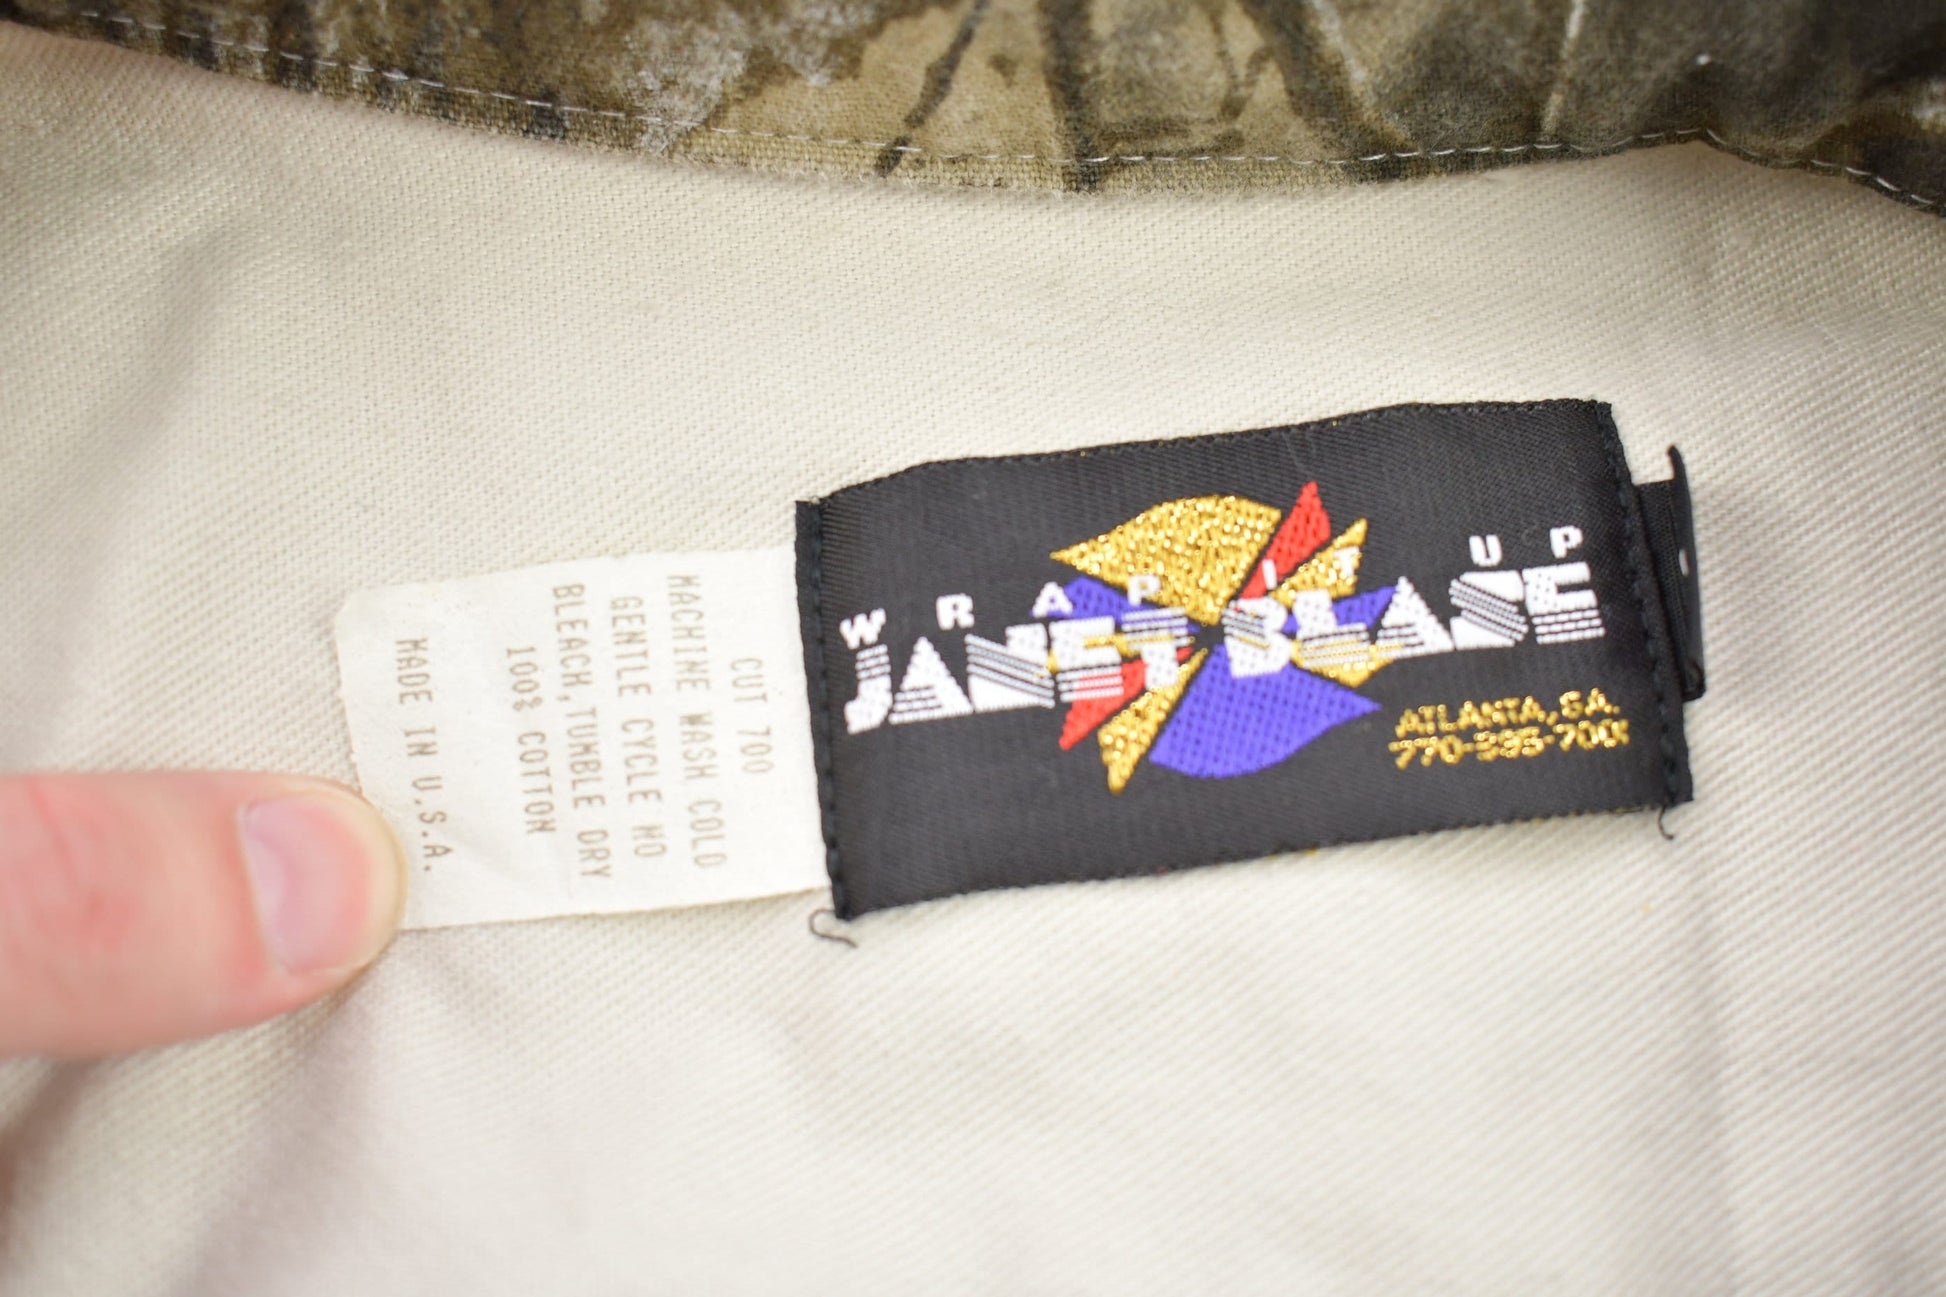 CUT 700
MACHINE WASH COLD
GENTLE CYCLE NO
BLEACH, TUMBLE DRY
100% COTTON
MADE IN U.S.A.
WRAP IT UP
JANET BLASE
ATLANTA, GA.